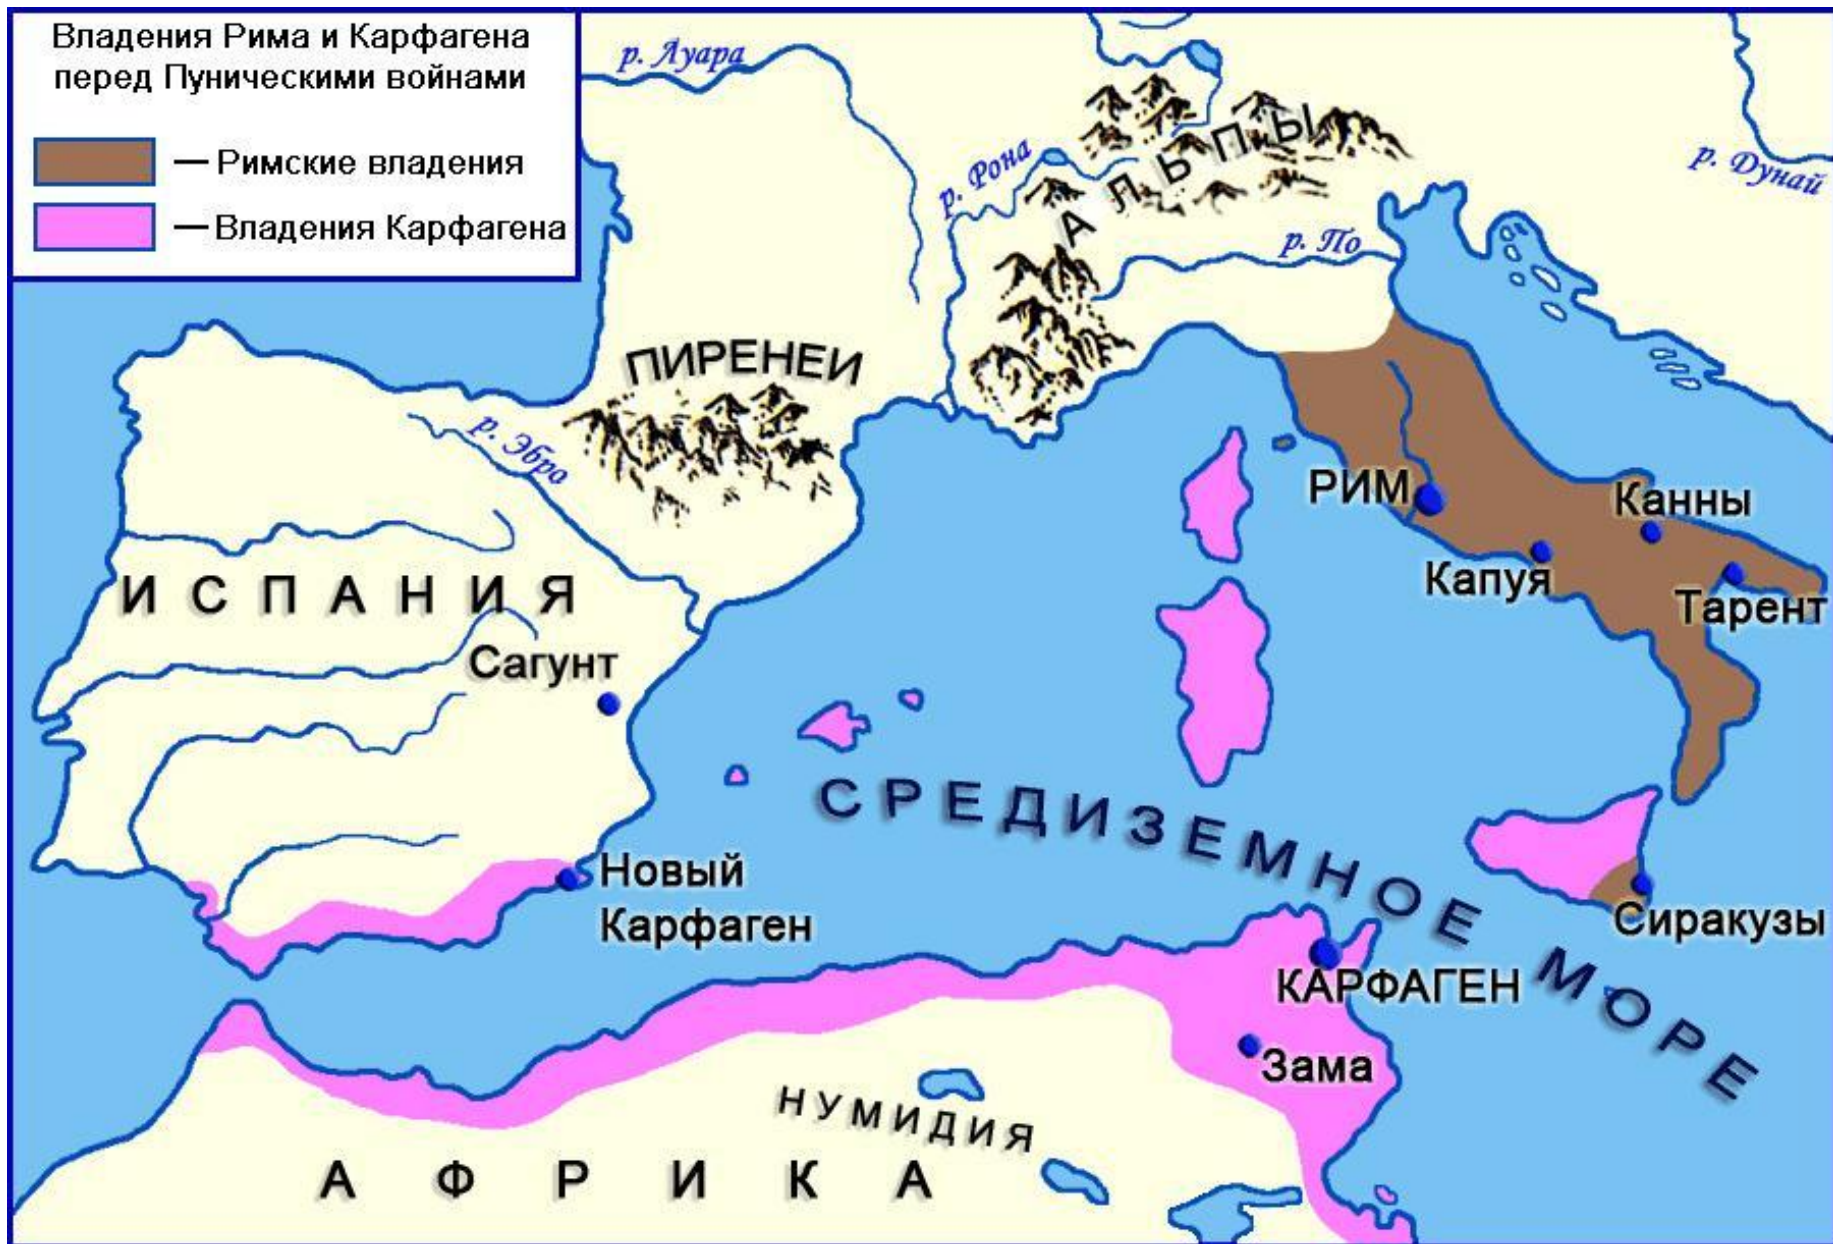 Владения Рима и Карфагена
перед Пуническими войнами
— Римские владения
— Владения Карфагена
р. Луара
р. Рона
АЛЬПЫ
р. По
р. Дунай
ПИРЕНЕИ
р. Эбро
РИМ
Канны
Капуя
Тарент
ИСПАНИЯ
Сагунт
СРЕДИЗЕМНОЕ МОРЕ
Новый
Карфаген
Сиракузы
КАРФАГЕН
Зама
НУМИДИЯ
АФРИКА